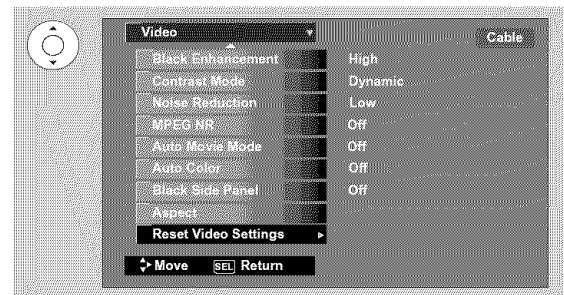 Video
Cable
Black Enhancement High
Contrast Mode Dynamic
Noise Reduction Low
MPEG NR Off
Auto Movie Mode Off
Auto Color Off
Black Side Panel Off
Aspect
Reset Video Settings
Move SEL Return